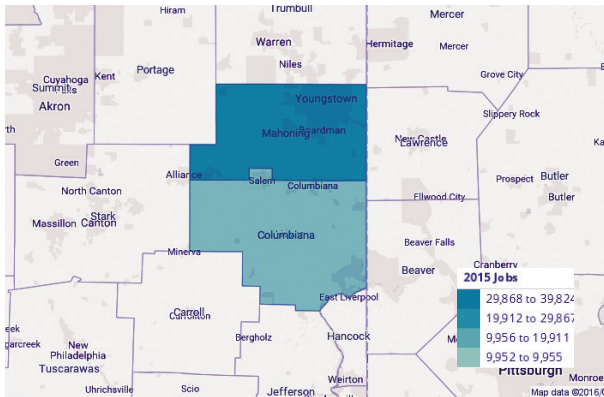 Hiram
Trumbull
Mercer
Warren
Hermitage
Mercer
Niles
Portage
Kent
Cuyahoga
Summit
Akron
Grove City
Youngstown
Slippery Rock
Mahoning
Boardman
New Castle
Lawrence
Green
Alliance
Salem
Columbiana
Prospect
Butler
Butler
North Canton
Stark
Massillon
Canton
Ellwood City
Columbiana
Beaver Falls
Minerva
Cranberry
Beaver
East Liverpool
Carroll
Carrollton
Hancock
Bergholz
New
Philadelphia
Tuscarawas
Weirton
Uhrichsville
Scio
Jefferson
2015 Jobs
29,868 to 39,824
19,912 to 29,867
9,956 to 19,911
9,952 to 9,955
Pittsburgh
Monroe
Map data ©2016